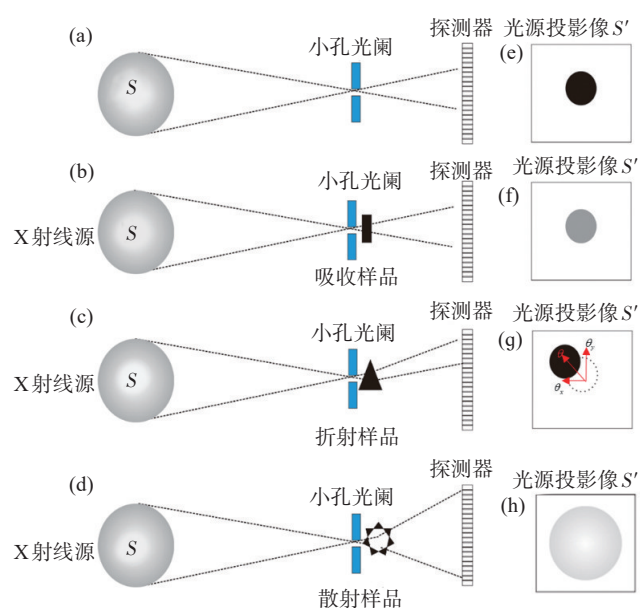 (a)
S
小孔光阑
探测器
光源投影像S′
(e)
(b)
X射线源
S
小孔光阑
吸收样品
探测器
光源投影像S′
(f)
(c)
X射线源
S
小孔光阑
折射样品
探测器
光源投影像S′
(g)
θ
θy
θx
(d)
X射线源
S
小孔光阑
散射样品
探测器
光源投影像S′
(h)